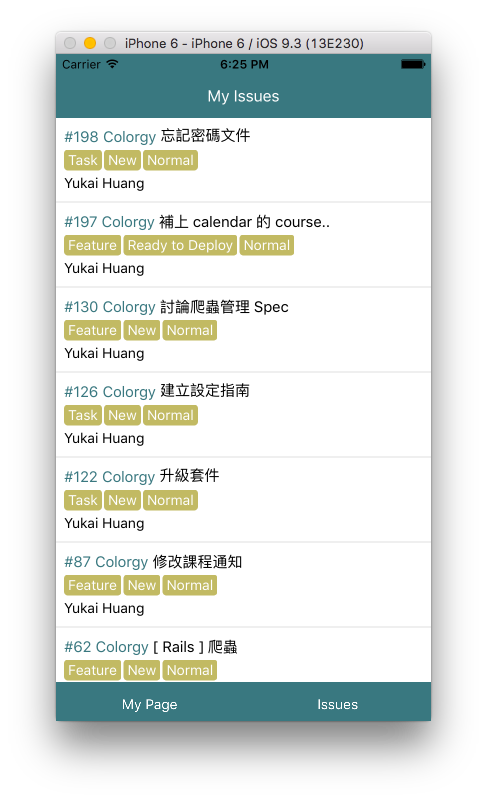 iPhone 6 - iPhone 6 / iOS 9.3 (13E230)
Carrier 6:25 PM
My Issues
#198 Colorgy 忘記密碼文件
Task New Normal
Yukai Huang
#197 Colorgy 補上 calendar 的 course..
Feature Ready to Deploy Normal
Yukai Huang
#130 Colorgy 討論爬蟲管理 Spec
Feature New Normal
Yukai Huang
#126 Colorgy 建立設定指南
Task New Normal
Yukai Huang
#122 Colorgy 升級套件
Task New Normal
Yukai Huang
#87 Colorgy 修改課程通知
Feature New Normal
Yukai Huang
#62 Colorgy [ Rails ] 爬蟲
Feature New Normal
My Page Issues